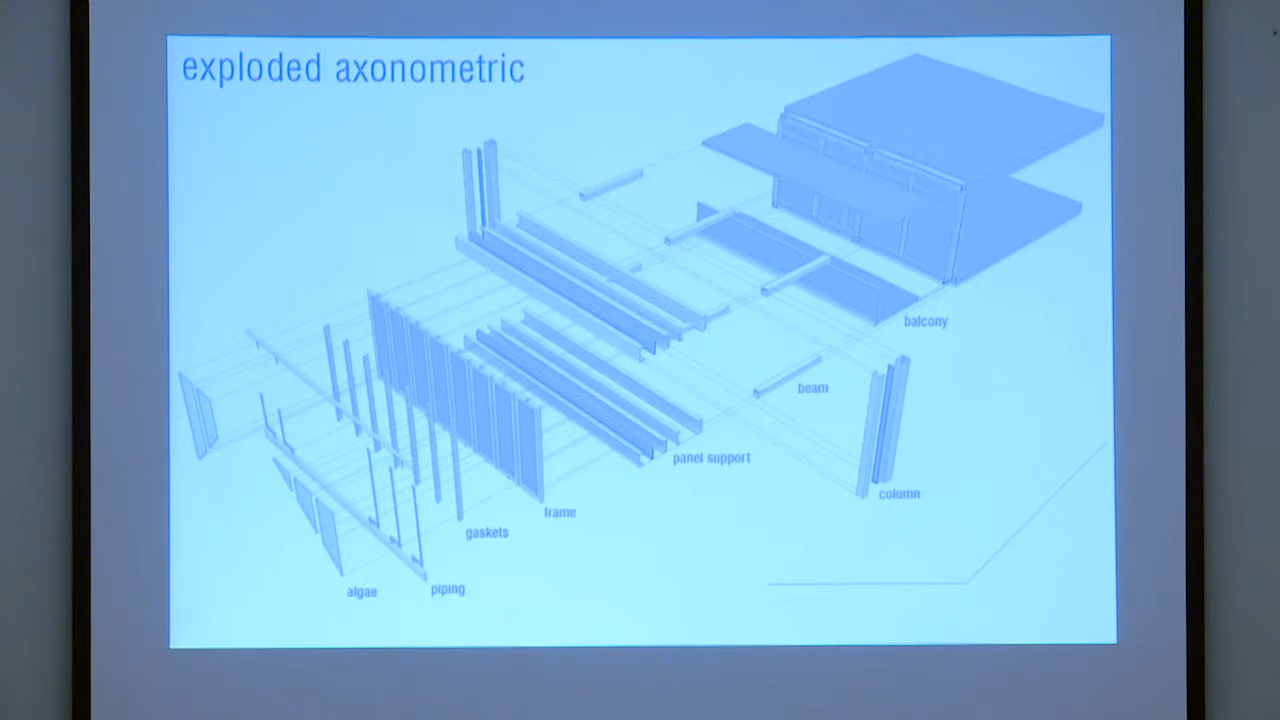 exploded axonometric
balcony
beam
panel support
column
frame
gaskets
algae
piping